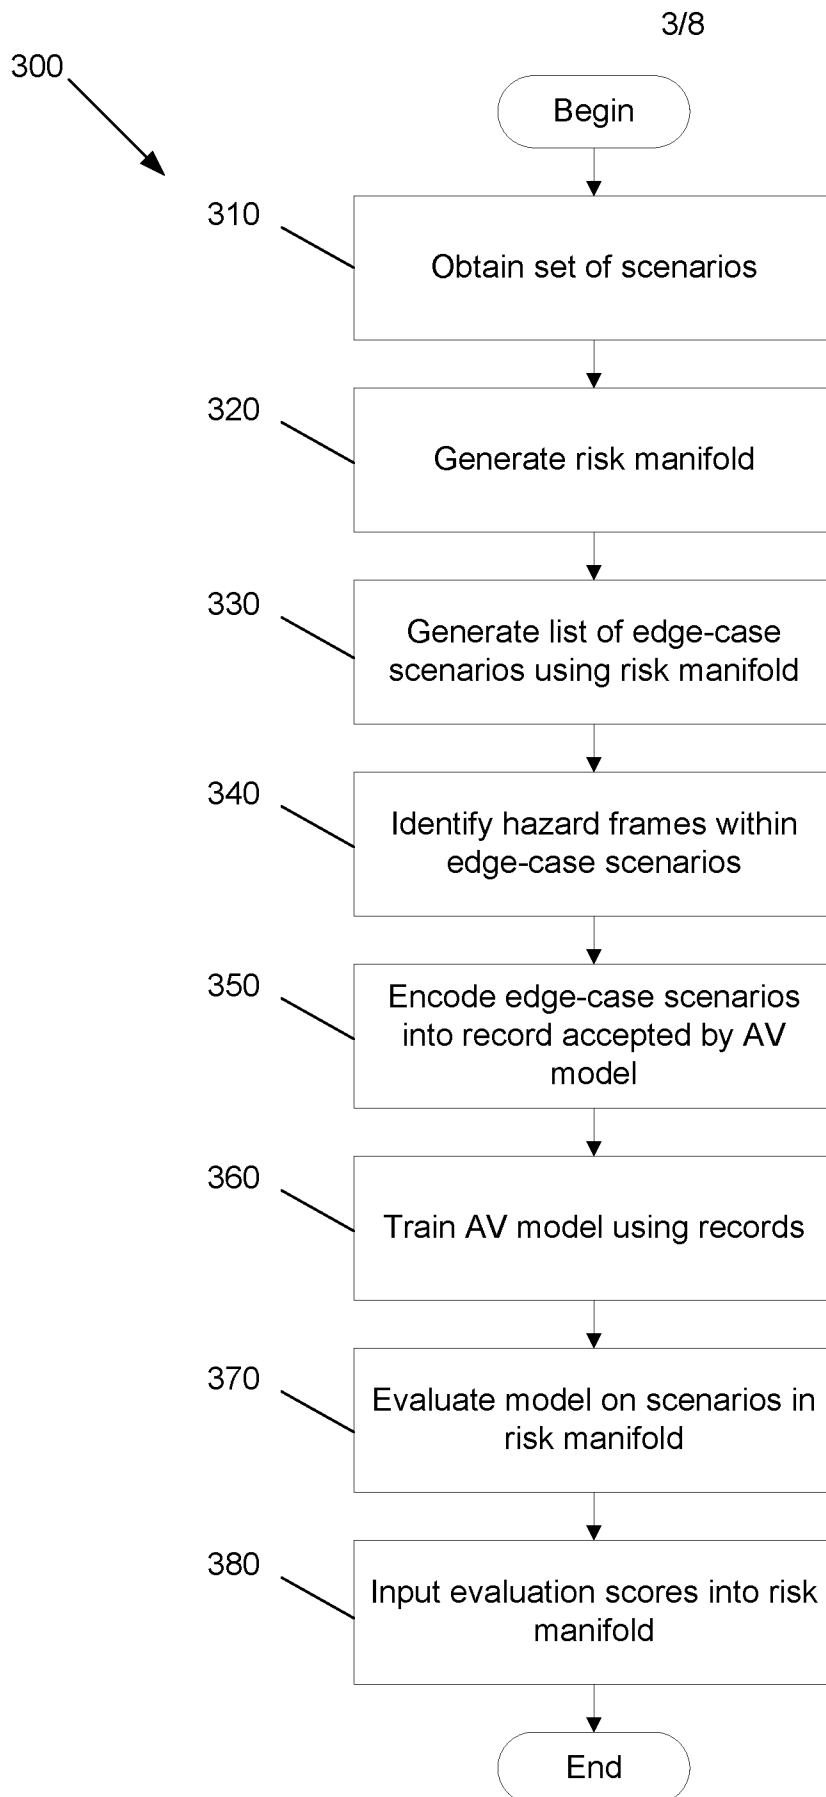 3/8
300
Begin
310
Obtain set of scenarios
320
Generate risk manifold
330
Generate list of edge-case
scenarios using risk manifold
340
Identify hazard frames within
edge-case scenarios
350
Encode edge-case scenarios
into record accepted by AV
model
360
Train AV model using records
370
Evaluate model on scenarios in
risk manifold
380
Input evaluation scores into risk
manifold
End